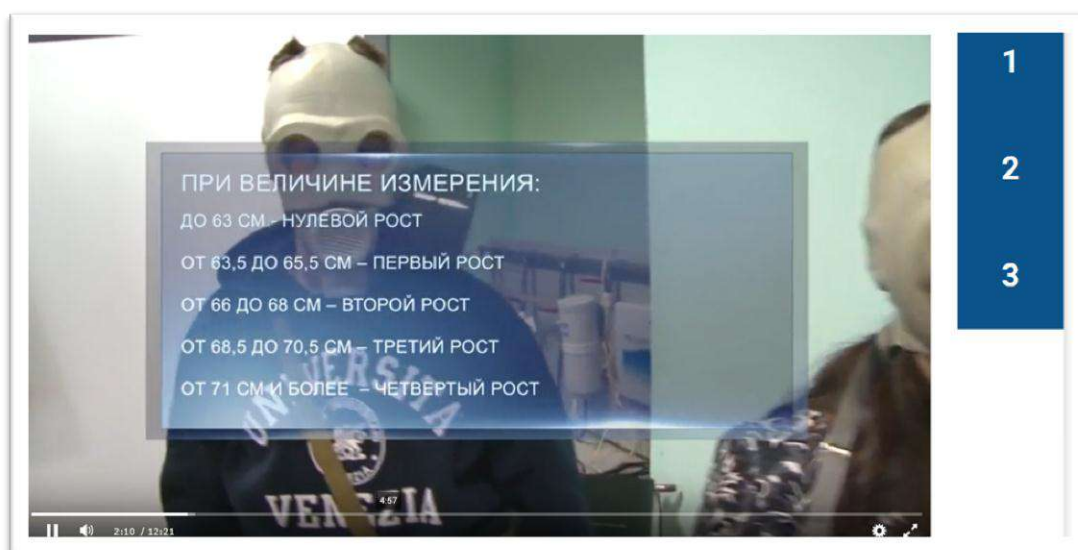 ПРИ ВЕЛИЧИНЕ ИЗМЕРЕНИЯ:
ДО 63 СМ.- НУЛЕВОЙ РОСТ
ОТ 63,5 ДО 65,5 СМ – ПЕРВЫЙ РОСТ
ОТ 66 ДО 68 СМ – ВТОРОЙ РОСТ
ОТ 68,5 ДО 70,5 СМ – ТРЕТИЙ РОСТ
ОТ 71 СМ И БОЛЕЕ – ЧЕТВЕРТЫЙ РОСТ
UNIVERSITA
VENEZIA
4:57
2:10 / 12:21
1
2
3